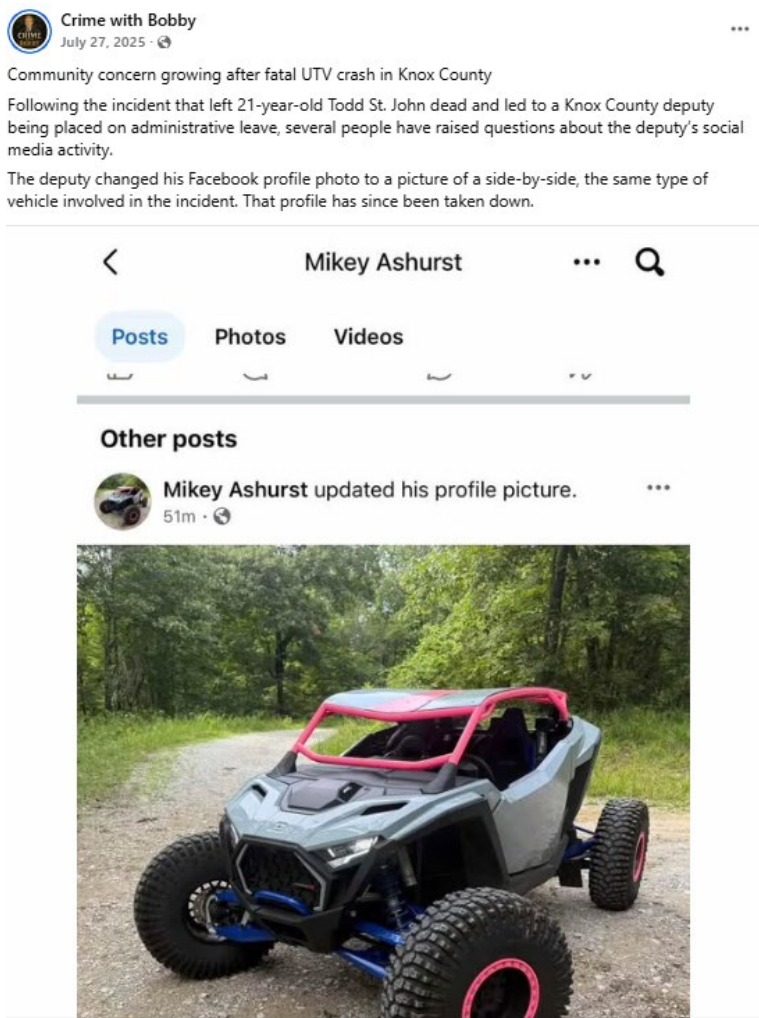 Crime with Bobby
July 27, 2025 ·
Community concern growing after fatal UTV crash in Knox County
Following the incident that left 21-year-old Todd St. John dead and led to a Knox County deputy
being placed on administrative leave, several people have raised questions about the deputy's social
media activity.
The deputy changed his Facebook profile photo to a picture of a side-by-side, the same type of
vehicle involved in the incident. That profile has since been taken down.
Mikey Ashurst
Posts Photos Videos
Other posts
Mikey Ashurst updated his profile picture.
51m ·